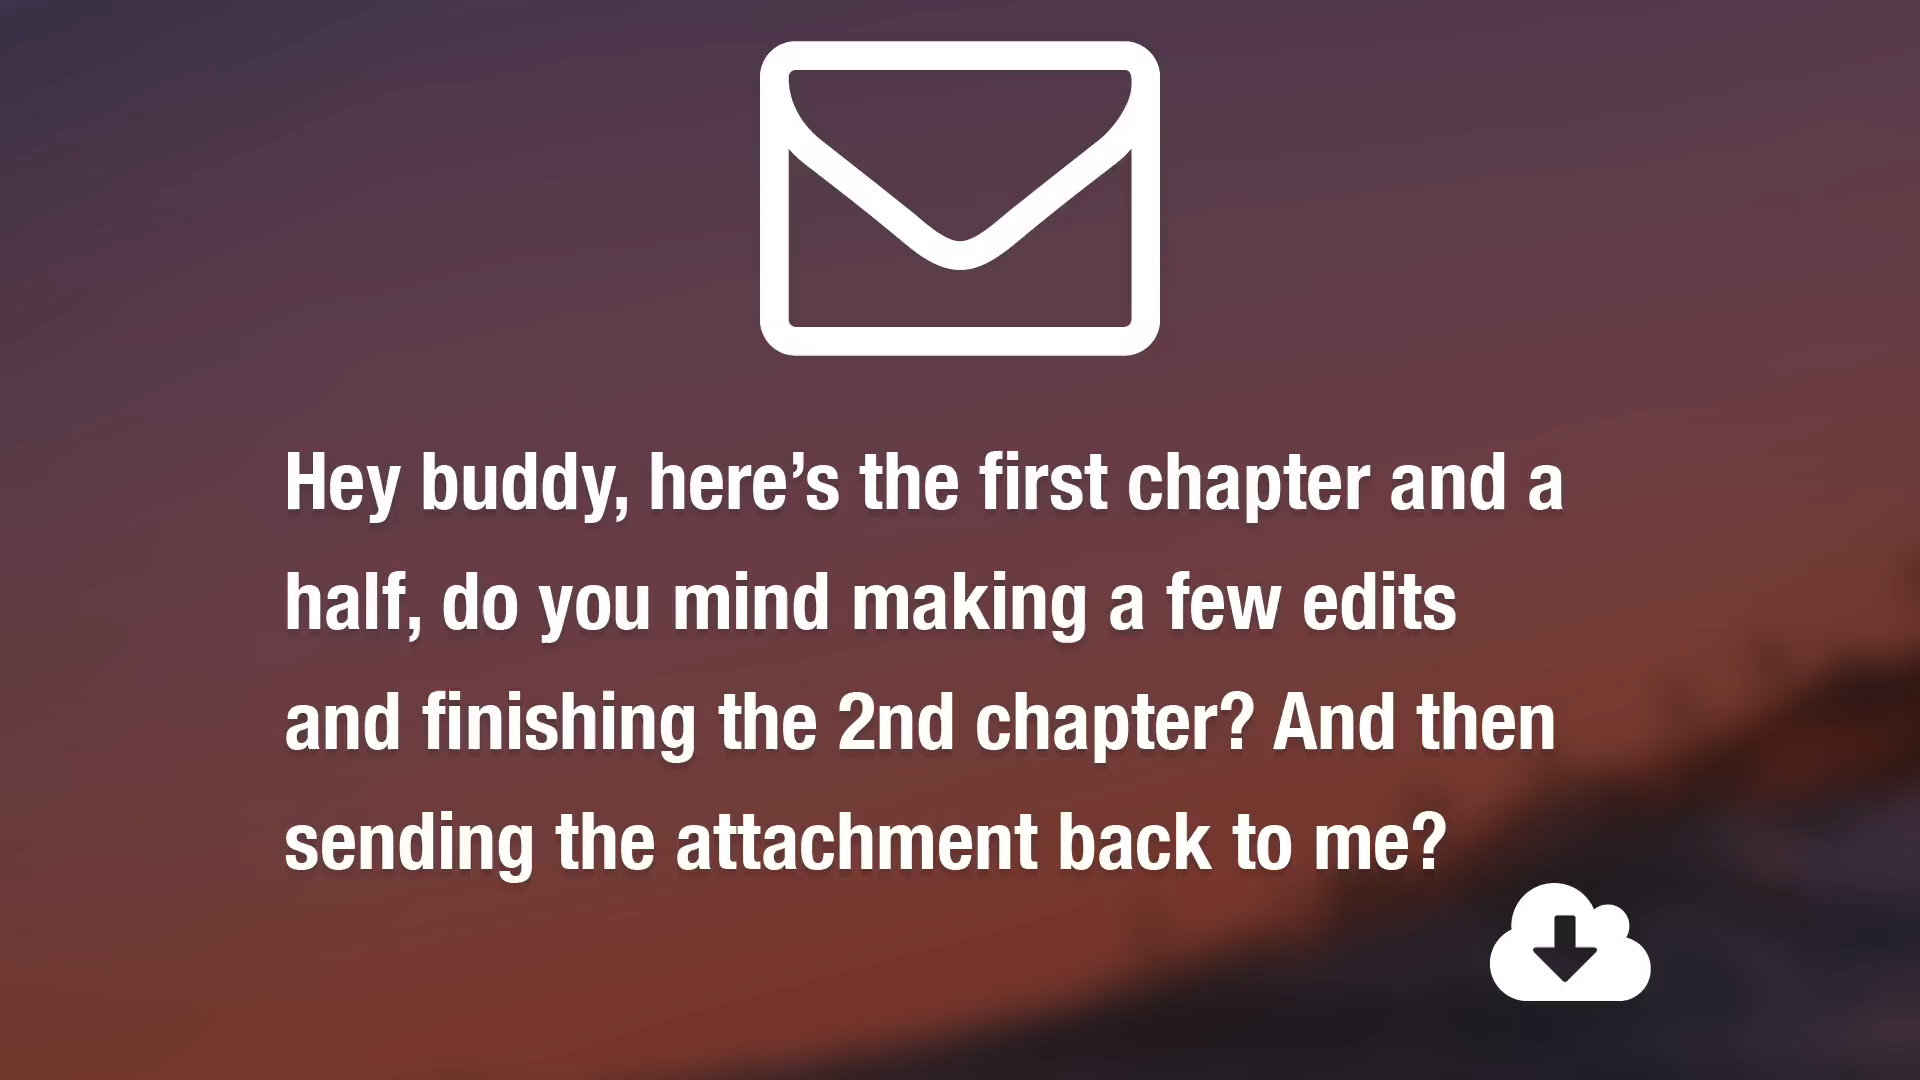 Hey buddy, here’s the first chapter and a
half, do you mind making a few edits
and finishing the 2nd chapter? And then
sending the attachment back to me?